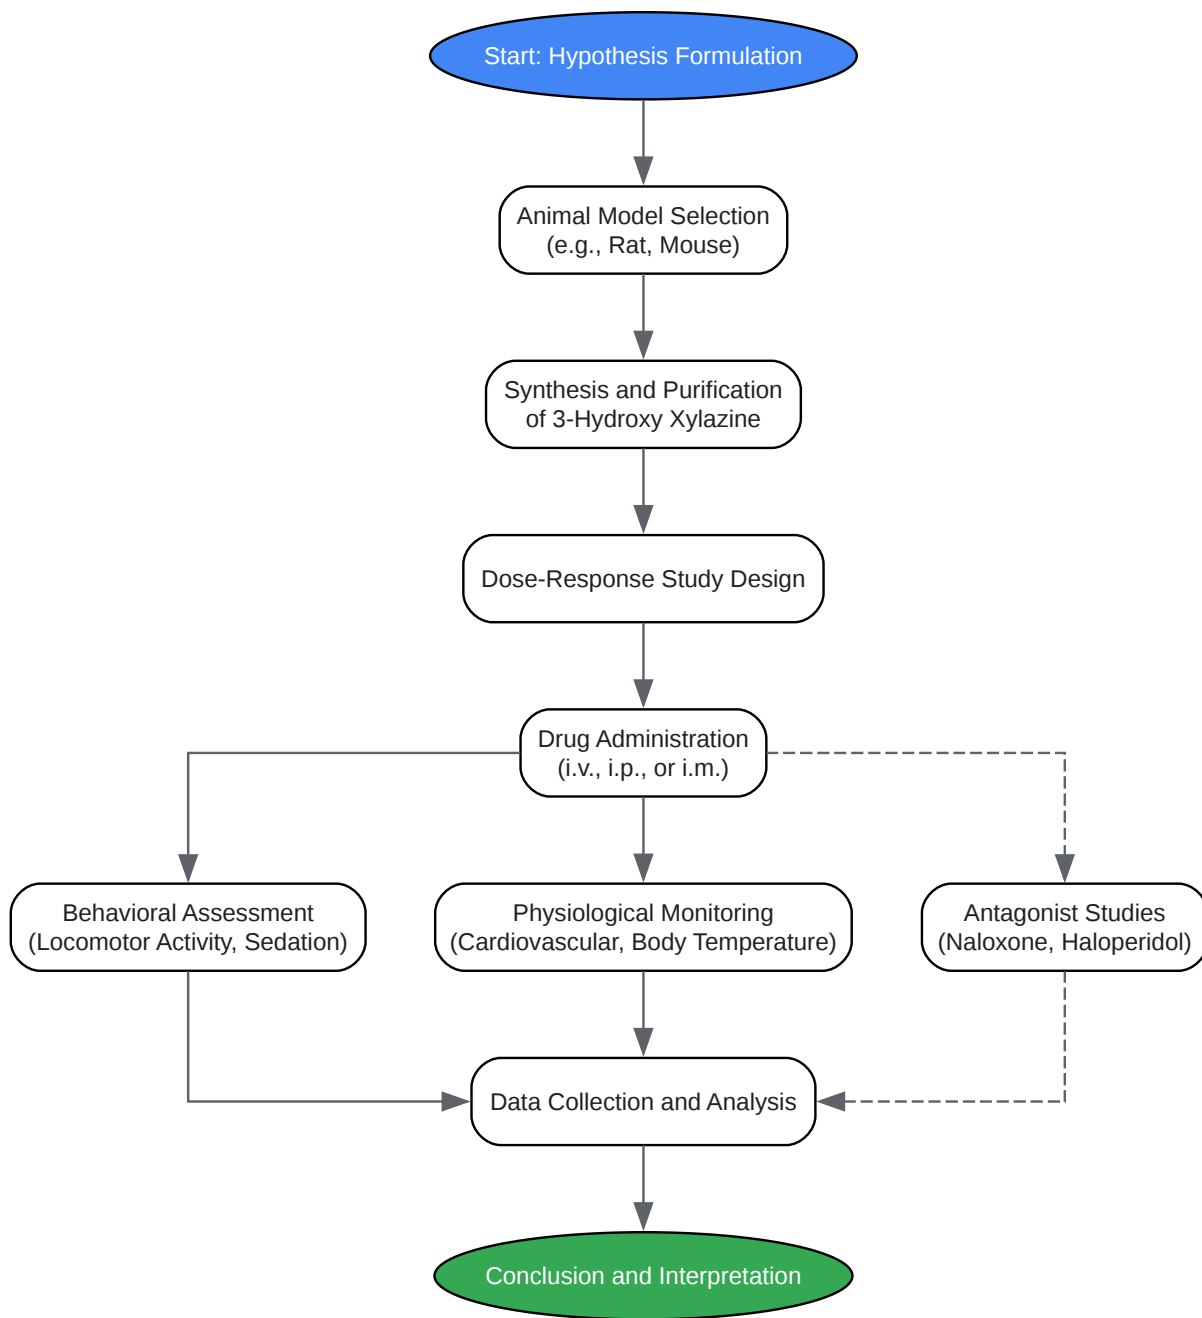 Start: Hypothesis Formulation
Animal Model Selection
(e.g., Rat, Mouse)
Synthesis and Purification
of 3-Hydroxy Xylazine
Dose-Response Study Design
Drug Administration
(i.v., i.p., or i.m.)
Behavioral Assessment
(Locomotor Activity, Sedation)
Physiological Monitoring
(Cardiovascular, Body Temperature)
Antagonist Studies
(Naloxone, Haloperidol)
Data Collection and Analysis
Conclusion and Interpretation